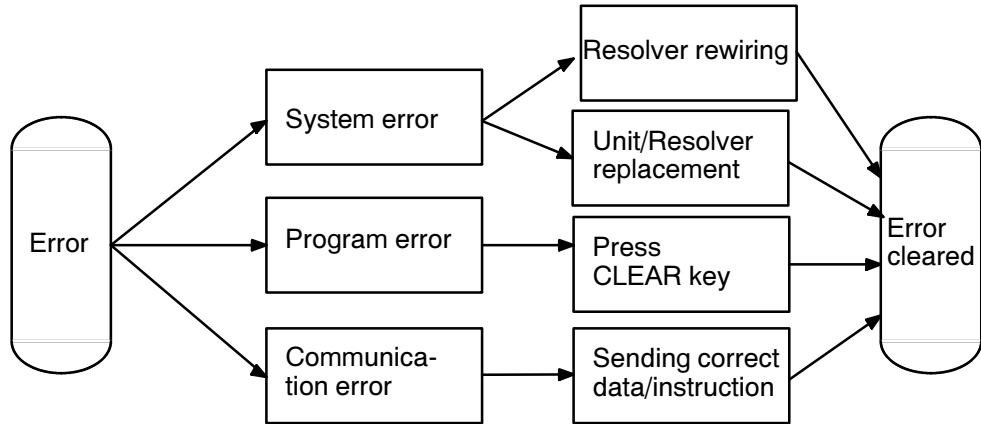 Error
System error
Program error
Communica-
tion error
Resolver rewiring
Unit/Resolver
replacement
Press
CLEAR key
Sending correct
data/instruction
Error
cleared